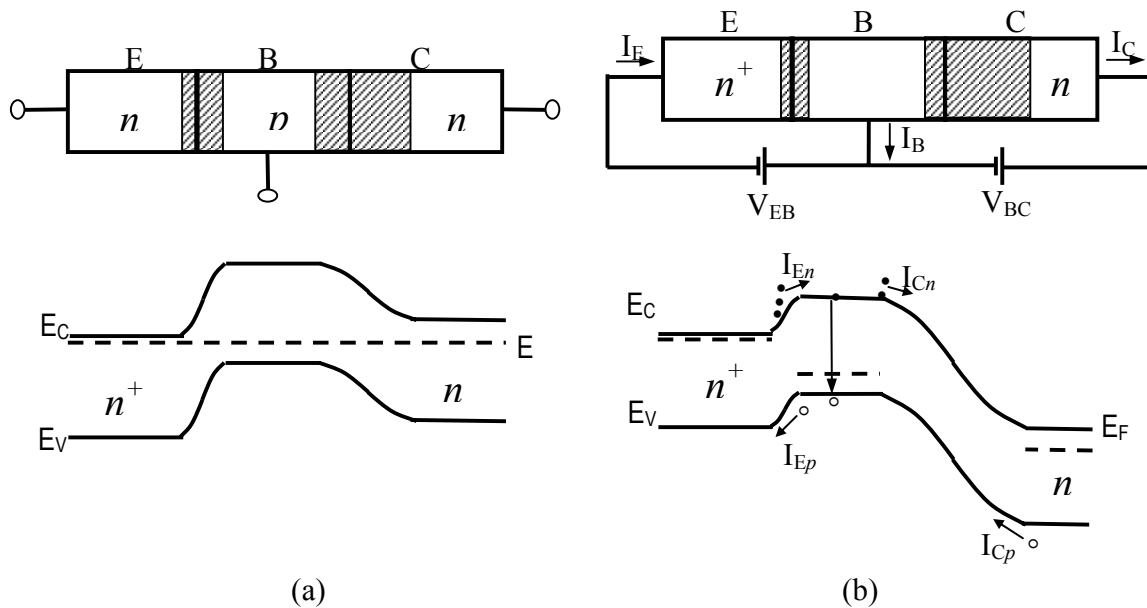 E B C
n p n
E_C
E
n⁺ n
E_V
(a)
E B C
I_E I_C
n⁺ n
I_B
V_EB V_BC
I_En I_Cn
E_C
n⁺
E_V E_F
I_Ep n
I_Cp
(b)